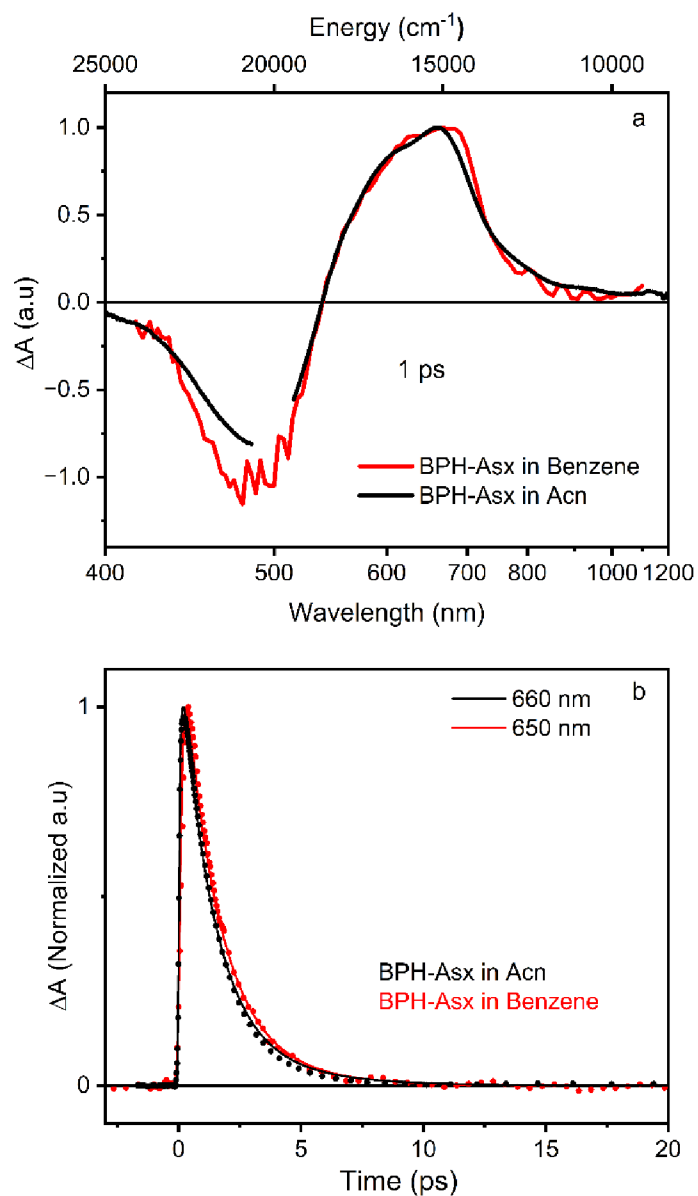 Energy (cm⁻¹)
25000 20000 15000 10000
a
1.0
0.5
0.0
−0.5
−1.0
ΔA (a.u)
1 ps
BPH-Asx in Benzene
BPH-Asx in Acn
400 500 600 700 800 1000 1200
Wavelength (nm)
b
660 nm
650 nm
1
0
ΔA (Normalized a.u)
BPH-Asx in Acn
BPH-Asx in Benzene
0 5 10 15 20
Time (ps)